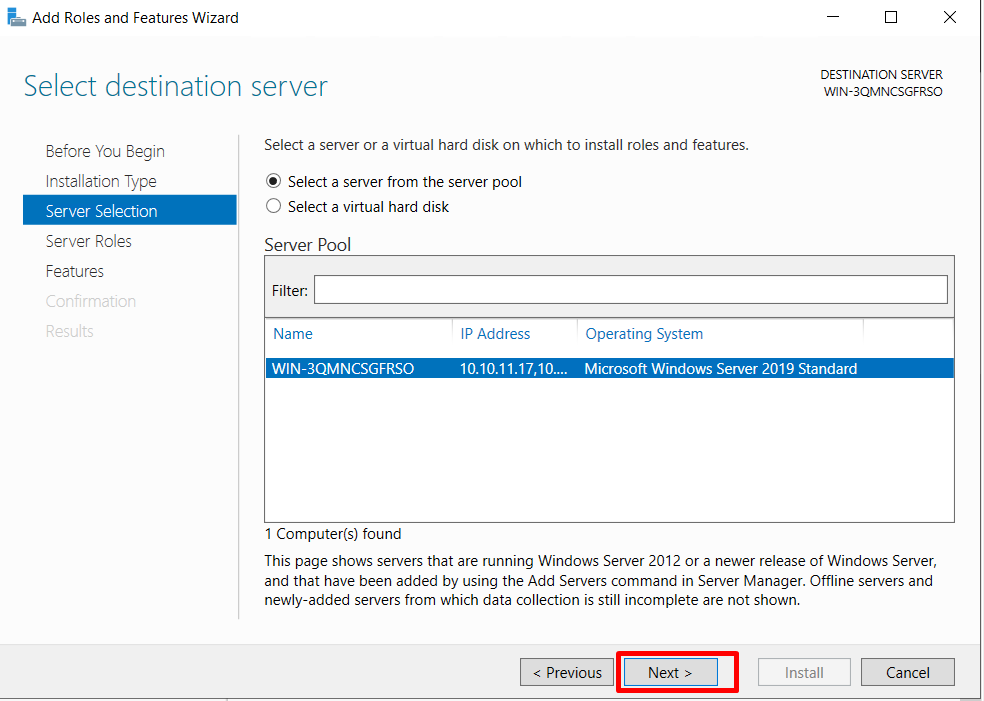 Add Roles and Features Wizard
Select destination server
DESTINATION SERVER
WIN-3QMNCSGFRSO
Before You Begin
Installation Type
Server Selection
Server Roles
Features
Confirmation
Results
Select a server or a virtual hard disk on which to install roles and features.
Select a server from the server pool
Select a virtual hard disk
Server Pool
Filter:
Name IP Address Operating System
WIN-3QMNCSGFRSO 10.10.11.17,10.... Microsoft Windows Server 2019 Standard
1 Computer(s) found
This page shows servers that are running Windows Server 2012 or a newer release of Windows Server,
and that have been added by using the Add Servers command in Server Manager. Offline servers and
newly-added servers from which data collection is still incomplete are not shown.
< Previous Next > Install Cancel